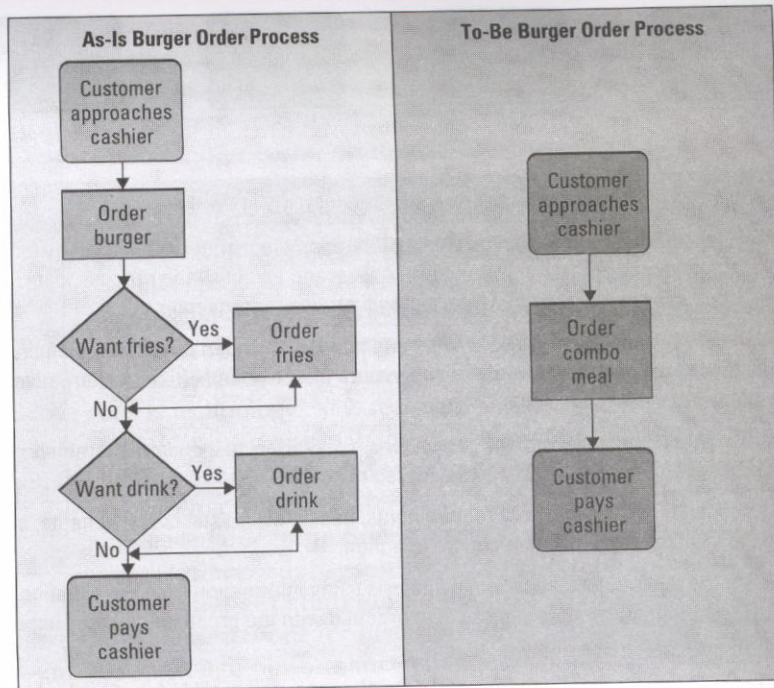 As-Is Burger Order Process
Customer
approaches
cashier
Order
burger
Want fries?
Yes
Order
fries
No
Want drink?
Yes
Order
drink
No
Customer
pays
cashier
To-Be Burger Order Process
Customer
approaches
cashier
Order
combo
meal
Customer
pays
cashier